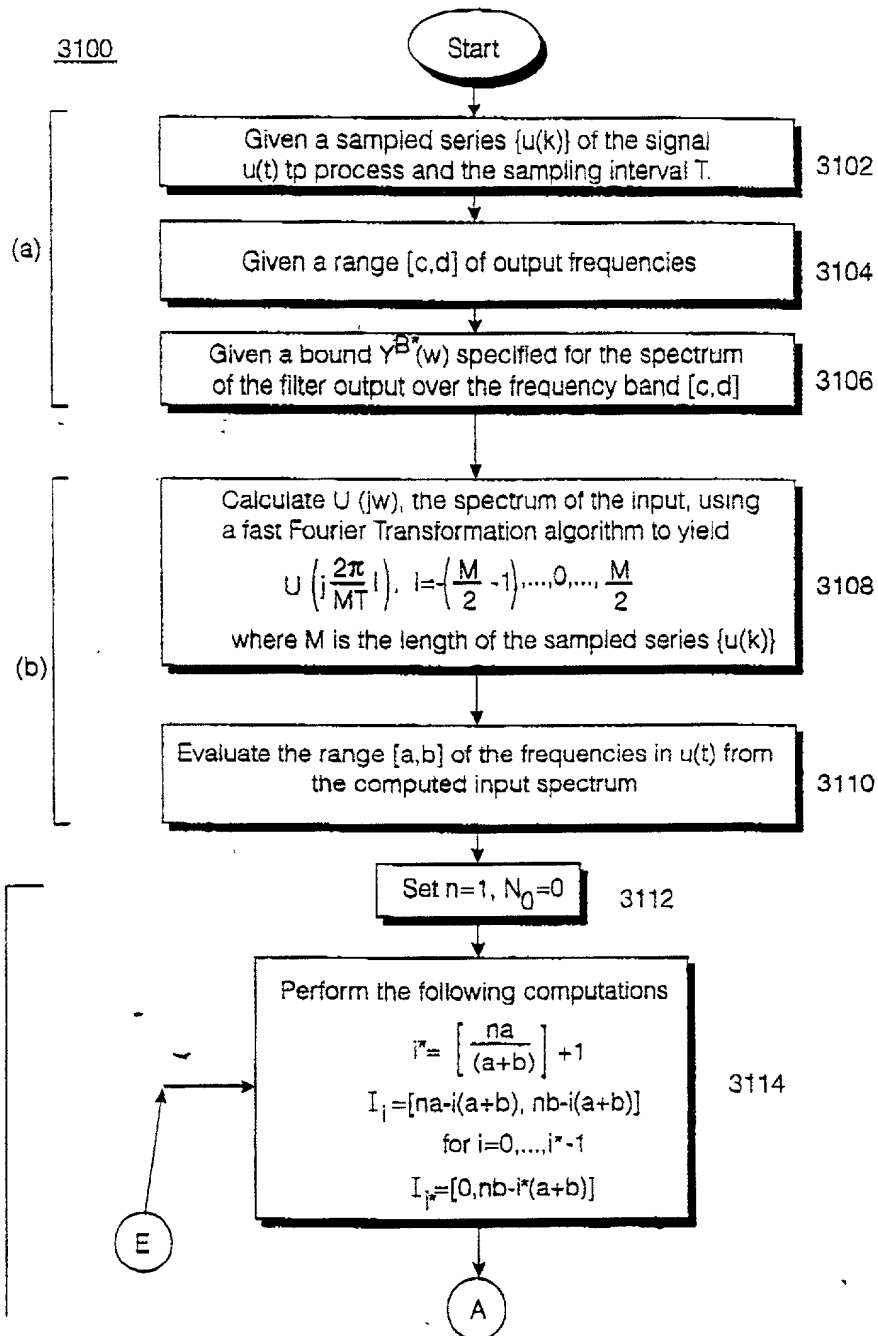 3100
Start
(a)
Given a sampled series {u(k)} of the signal
u(t) tp process and the sampling interval T.
3102
Given a range [c,d] of output frequencies
3104
Given a bound Y^B*(w) specified for the spectrum
of the filter output over the frequency band [c,d]
3106
(b)
Calculate U (jw), the spectrum of the input, using
a fast Fourier Transformation algorithm to yield
U (j 2π/MT i), i=-(M/2 -1),...,0,..., M/2
where M is the length of the sampled series {u(k)}
3108
Evaluate the range [a,b] of the frequencies in u(t) from
the computed input spectrum
3110
Set n=1, N₀=0
3112
Perform the following computations
i*= [na/(a+b)] +1
I_i=[na-i(a+b), nb-i(a+b)]
for i=0,...,i*-1
I_i*=[0,nb-i*(a+b)]
3114
E
A